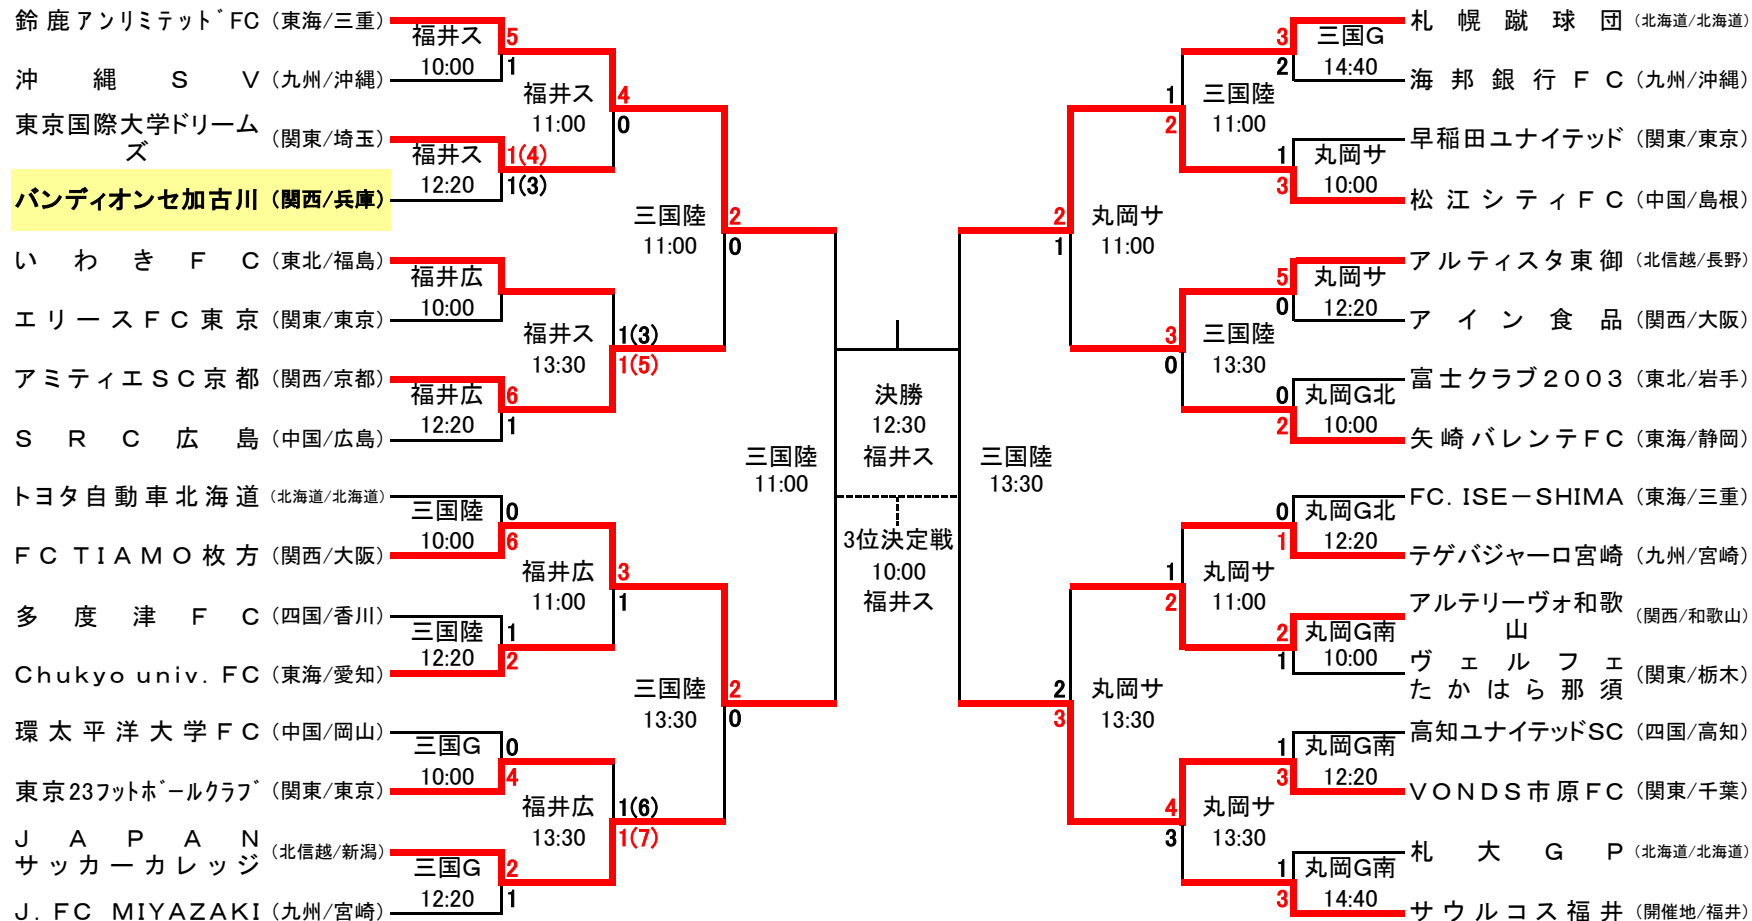 鈴鹿アンリミテッドFC（東海/三重）
福井ス
10:00
5
1
沖縄SV（九州/沖縄）
福井ス
11:00
4
0
東京国際大学ドリームズ（関東/埼玉）
福井ス
12:20
1(4)
1(3)
バンディオンセ加古川（関西/兵庫）
三国陸
11:00
2
0
いわきFC（東北/福島）
福井広
10:00
エリースFC東京（関東/東京）
福井ス
13:30
1(3)
1(5)
アミティエSC京都（関西/京都）
福井広
12:20
6
1
SRC広島（中国/広島）
三国陸
11:00
トヨタ自動車北海道（北海道/北海道）
三国陸
10:00
0
6
FC TIAMO枚方（関西/大阪）
福井広
11:00
3
1
多度津FC（四国/香川）
三国陸
12:20
1
2
Chukyo univ. FC（東海/愛知）
三国陸
13:30
2
0
環太平洋大学FC（中国/岡山）
三国G
10:00
0
4
東京23フットボールクラブ（関東/東京）
福井広
13:30
1(6)
1(7)
JAPAN
サッカーカレッジ（北信越/新潟）
三国G
12:20
2
1
J. FC MIYAZAKI（九州/宮崎）
決勝
12:30
福井ス
3位決定戦
10:00
福井ス
札幌蹴球団（北海道/北海道）
3
2
三国G
14:40
海邦銀行FC（九州/沖縄）
1
2
三国陸
11:00
早稲田ユナイテッド（関東/東京）
1
3
丸岡サ
10:00
松江シティFC（中国/島根）
2
1
丸岡サ
11:00
アルティスタ東御（北信越/長野）
5
0
丸岡サ
12:20
アイン食品（関西/大阪）
3
0
三国陸
13:30
富士クラブ2003（東北/岩手）
0
2
丸岡G北
10:00
矢崎バレンテFC（東海/静岡）
三国陸
13:30
FC. ISE－SHIMA（東海/三重）
0
1
丸岡G北
12:20
テゲバジャーロ宮崎（九州/宮崎）
1
2
丸岡サ
11:00
アルテリーヴォ和歌山（関西/和歌山）
2
1
丸岡G南
10:00
ヴェルフェ
たかはら那須（関東/栃木）
2
3
丸岡サ
13:30
高知ユナイテッドSC（四国/高知）
1
3
丸岡G南
12:20
VONDS市原FC（関東/千葉）
4
3
丸岡サ
13:30
札大GP（北海道/北海道）
1
3
丸岡G南
14:40
サウルコス福井（開催地/福井）